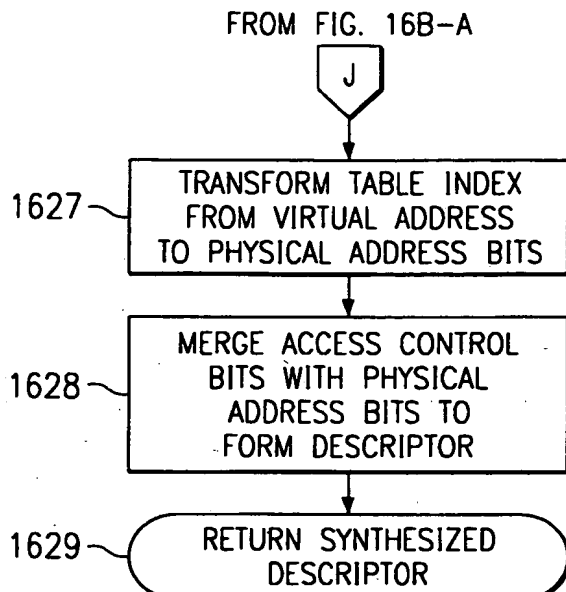 FROM FIG. 16B-A
J
1627
TRANSFORM TABLE INDEX
FROM VIRTUAL ADDRESS
TO PHYSICAL ADDRESS BITS
1628
MERGE ACCESS CONTROL
BITS WITH PHYSICAL
ADDRESS BITS TO
FORM DESCRIPTOR
1629
RETURN SYNTHESIZED
DESCRIPTOR